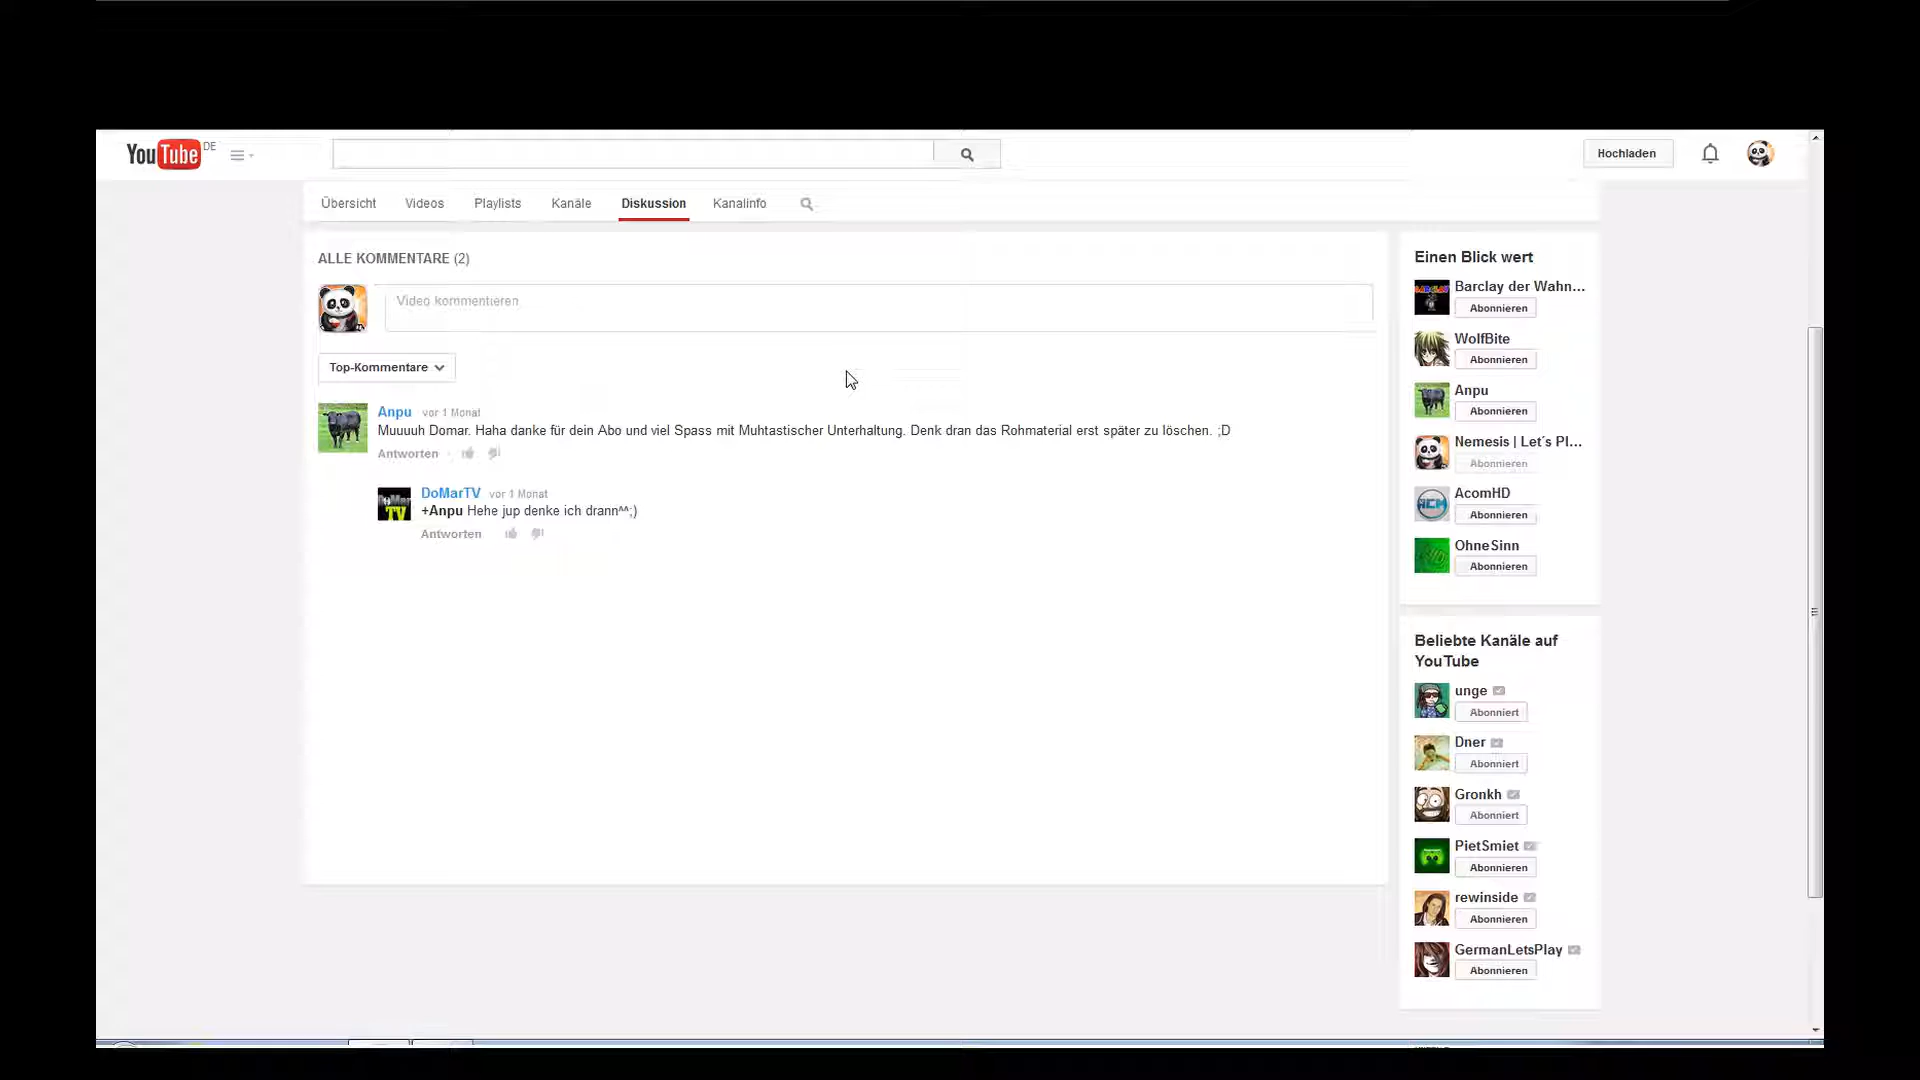 YouTube DE
Hochladen
Übersicht Videos Playlists Kanäle Diskussion Kanalinfo
ALLE KOMMENTARE (2)
Video kommentieren
Top-Kommentare
Anpu vor 1 Monat
Muuuuh Domar. Haha danke für dein Abo und viel Spass mit Muhtastischer Unterhaltung. Denk dran das Rohmaterial erst später zu löschen. ;D
Antworten
DoMarTV vor 1 Monat
+Anpu Hehe jup denke ich drann^^;)
Antworten
Einen Blick wert
Barclay der Wahn...
Abonnieren
WolfBite
Abonnieren
Anpu
Abonnieren
Nemesis | Let´s Pl...
Abonnieren
AcomHD
Abonnieren
OhneSinn
Abonnieren
Beliebte Kanäle auf
YouTube
unge
Abonniert
Dner
Abonniert
Gronkh
Abonniert
PietSmiet
Abonnieren
rewinside
Abonnieren
GermanLetsPlay
Abonnieren